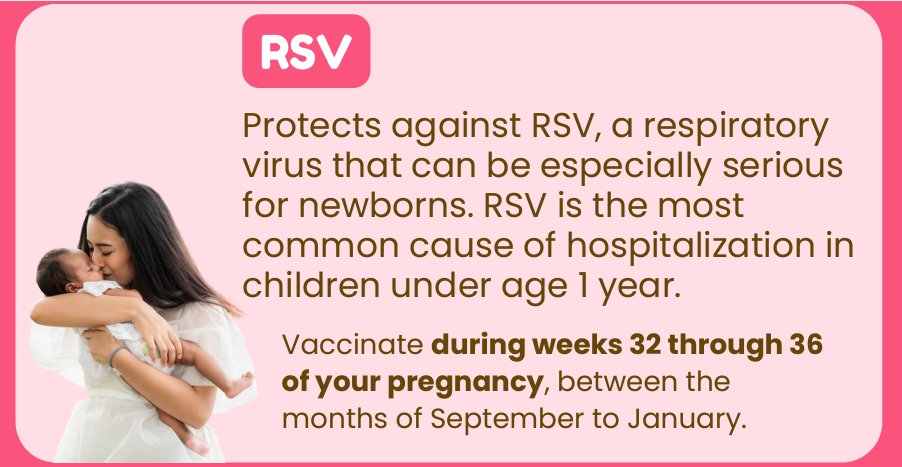 RSV
Protects against RSV, a respiratory
virus that can be especially serious
for newborns. RSV is the most
common cause of hospitalization in
children under age 1 year.
Vaccinate during weeks 32 through 36
of your pregnancy, between the
months of September to January.